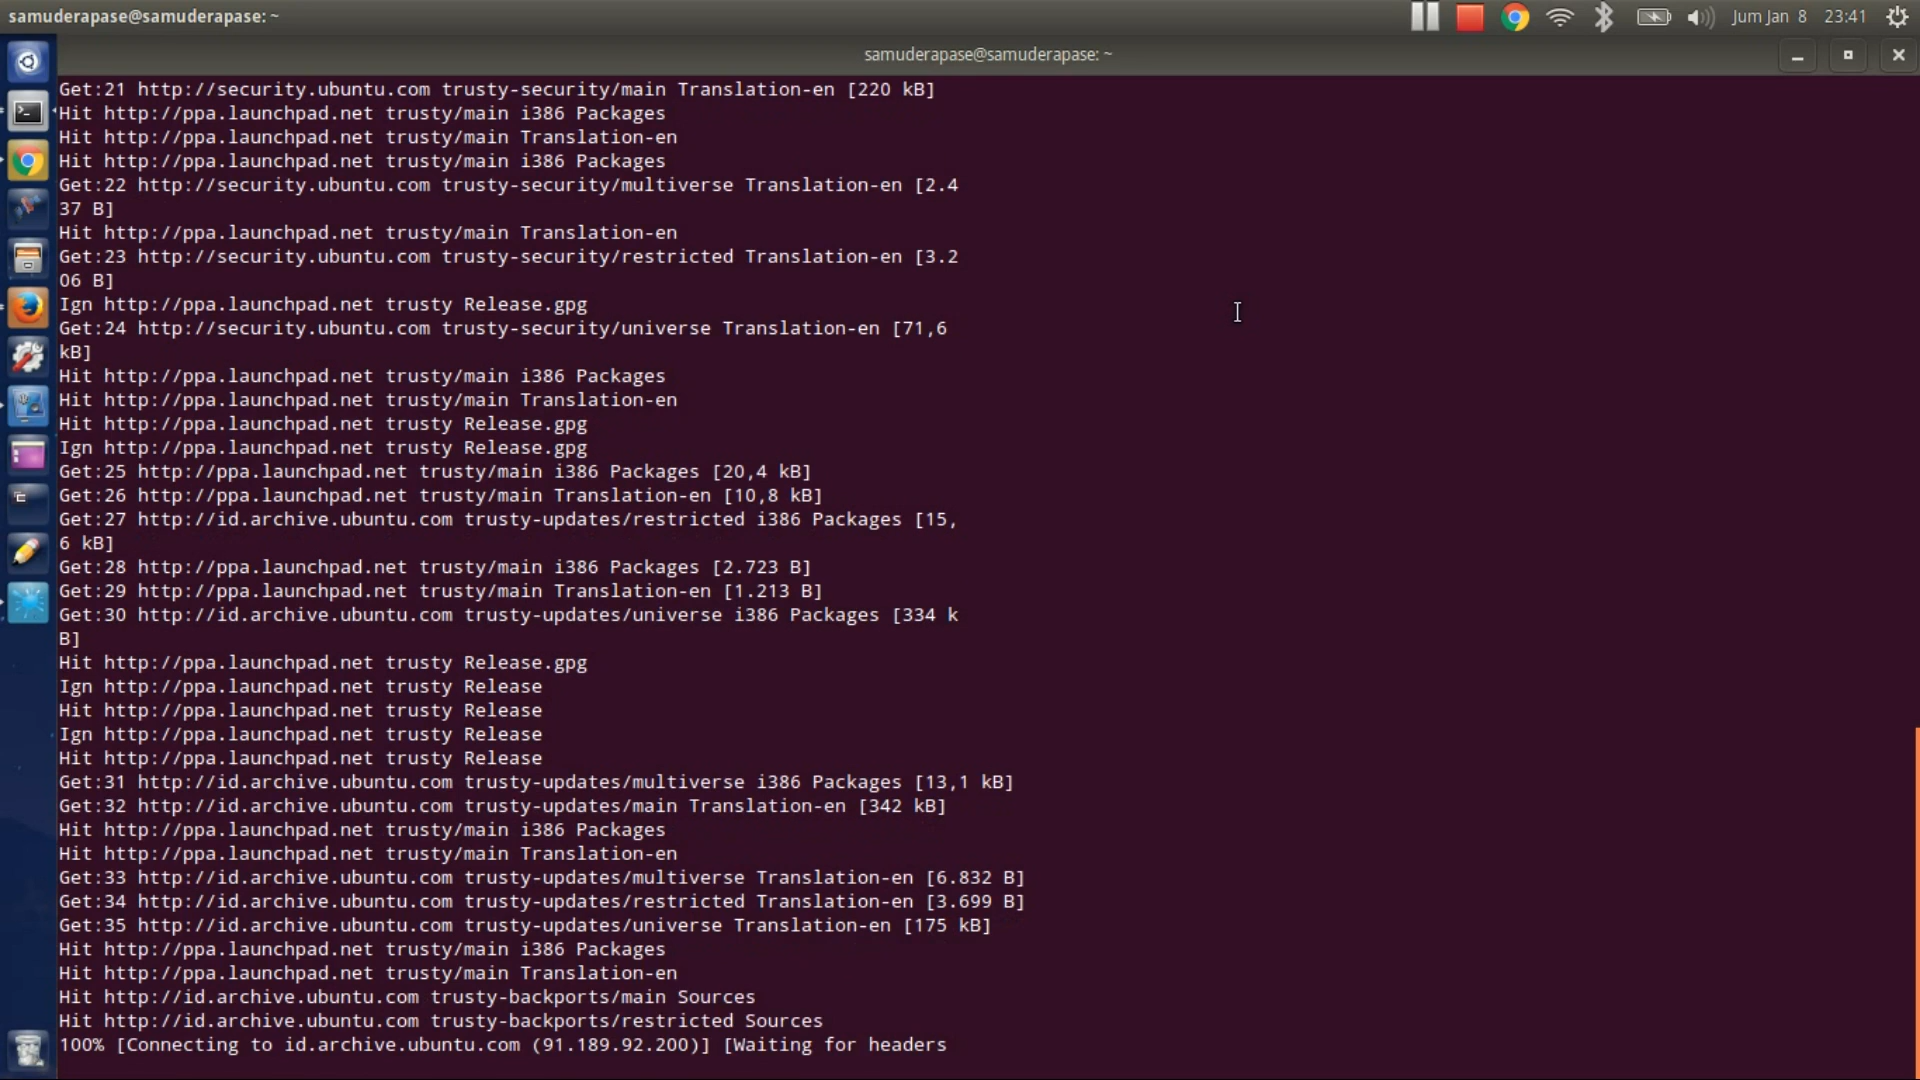 samuderapase@samuderapase: ~
Jum Jan 8 23:41
samuderapase@samuderapase: ~
Get:21 http://security.ubuntu.com trusty-security/main Translation-en [220 kB]
Hit http://ppa.launchpad.net trusty/main i386 Packages
Hit http://ppa.launchpad.net trusty/main Translation-en
Hit http://ppa.launchpad.net trusty/main i386 Packages
Get:22 http://security.ubuntu.com trusty-security/multiverse Translation-en [2.4
37 B]
Hit http://ppa.launchpad.net trusty/main Translation-en
Get:23 http://security.ubuntu.com trusty-security/restricted Translation-en [3.2
06 B]
Ign http://ppa.launchpad.net trusty Release.gpg
Get:24 http://security.ubuntu.com trusty-security/universe Translation-en [71,6
kB]
Hit http://ppa.launchpad.net trusty/main i386 Packages
Hit http://ppa.launchpad.net trusty/main Translation-en
Hit http://ppa.launchpad.net trusty Release.gpg
Ign http://ppa.launchpad.net trusty Release.gpg
Get:25 http://ppa.launchpad.net trusty/main i386 Packages [20,4 kB]
Get:26 http://ppa.launchpad.net trusty/main Translation-en [10,8 kB]
Get:27 http://id.archive.ubuntu.com trusty-updates/restricted i386 Packages [15,
6 kB]
Get:28 http://ppa.launchpad.net trusty/main i386 Packages [2.723 B]
Get:29 http://ppa.launchpad.net trusty/main Translation-en [1.213 B]
Get:30 http://id.archive.ubuntu.com trusty-updates/universe i386 Packages [334 k
B]
Hit http://ppa.launchpad.net trusty Release.gpg
Ign http://ppa.launchpad.net trusty Release
Hit http://ppa.launchpad.net trusty Release
Ign http://ppa.launchpad.net trusty Release
Hit http://ppa.launchpad.net trusty Release
Get:31 http://id.archive.ubuntu.com trusty-updates/multiverse i386 Packages [13,1 kB]
Get:32 http://id.archive.ubuntu.com trusty-updates/main Translation-en [342 kB]
Hit http://ppa.launchpad.net trusty/main i386 Packages
Hit http://ppa.launchpad.net trusty/main Translation-en
Get:33 http://id.archive.ubuntu.com trusty-updates/multiverse Translation-en [6.832 B]
Get:34 http://id.archive.ubuntu.com trusty-updates/restricted Translation-en [3.699 B]
Get:35 http://id.archive.ubuntu.com trusty-updates/universe Translation-en [175 kB]
Hit http://ppa.launchpad.net trusty/main i386 Packages
Hit http://ppa.launchpad.net trusty/main Translation-en
Hit http://id.archive.ubuntu.com trusty-backports/main Sources
Hit http://id.archive.ubuntu.com trusty-backports/restricted Sources
100% [Connecting to id.archive.ubuntu.com (91.189.92.200)] [Waiting for headers